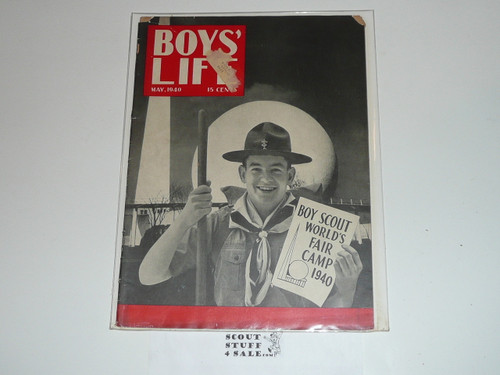 BOYS'
LIFE
MAY, 1940 15 CENTS
BOY SCOUT
WORLD'S
FAIR
CAMP
1940
SCOUT
STUFF
4 SALE.com